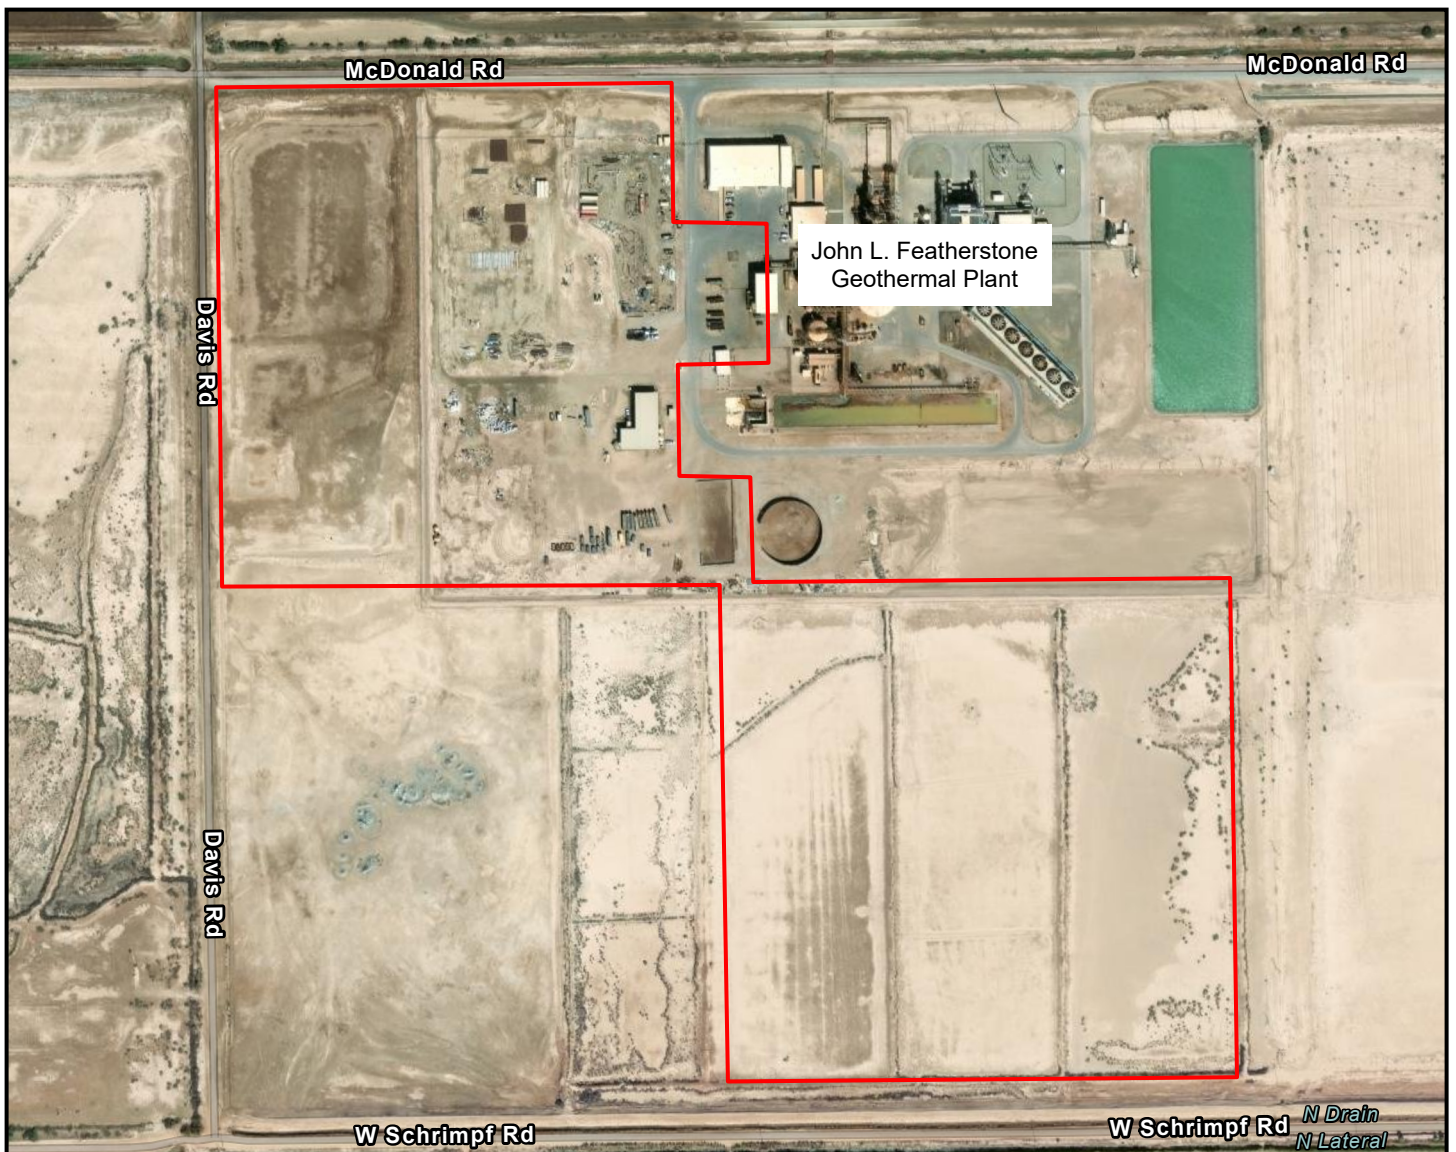 McDonald Rd
McDonald Rd
John L. Featherstone
Geothermal Plant
Davis Rd
Davis Rd
W Schrimpf Rd
W Schrimpf Rd
N Drain
N Lateral